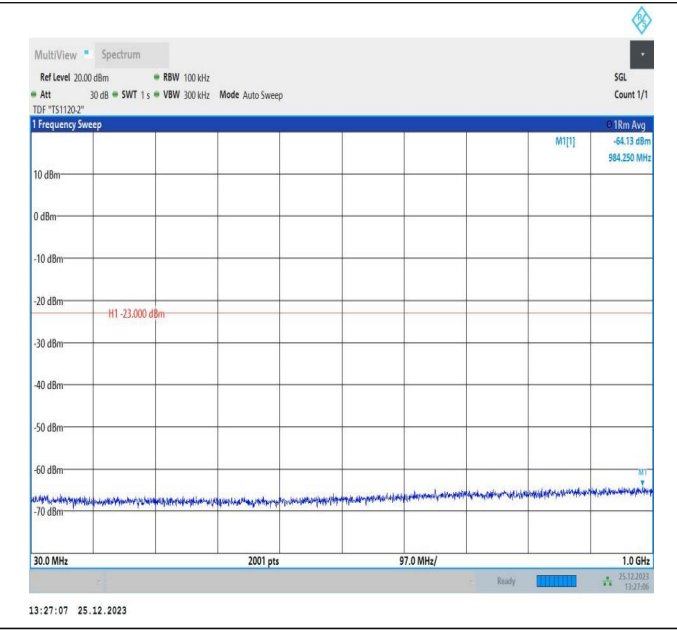 MultiView Spectrum
Ref Level 20.00 dBm RBW 100 kHz SGL
Att 30 dB SWT 1 s VBW 300 kHz Mode Auto Sweep Count 1/1
TDF "TS1120-2"
1 Frequency Sweep 1Rm Avg
M1[1] -64.13 dBm
984.250 MHz
10 dBm
0 dBm
-10 dBm
-20 dBm
H1 -23.000 dBm
-30 dBm
-40 dBm
-50 dBm
-60 dBm
M1
-70 dBm
30.0 MHz 2001 pts 97.0 MHz/ 1.0 GHz
Ready 25.12.2023
13:27:06
13:27:07 25.12.2023